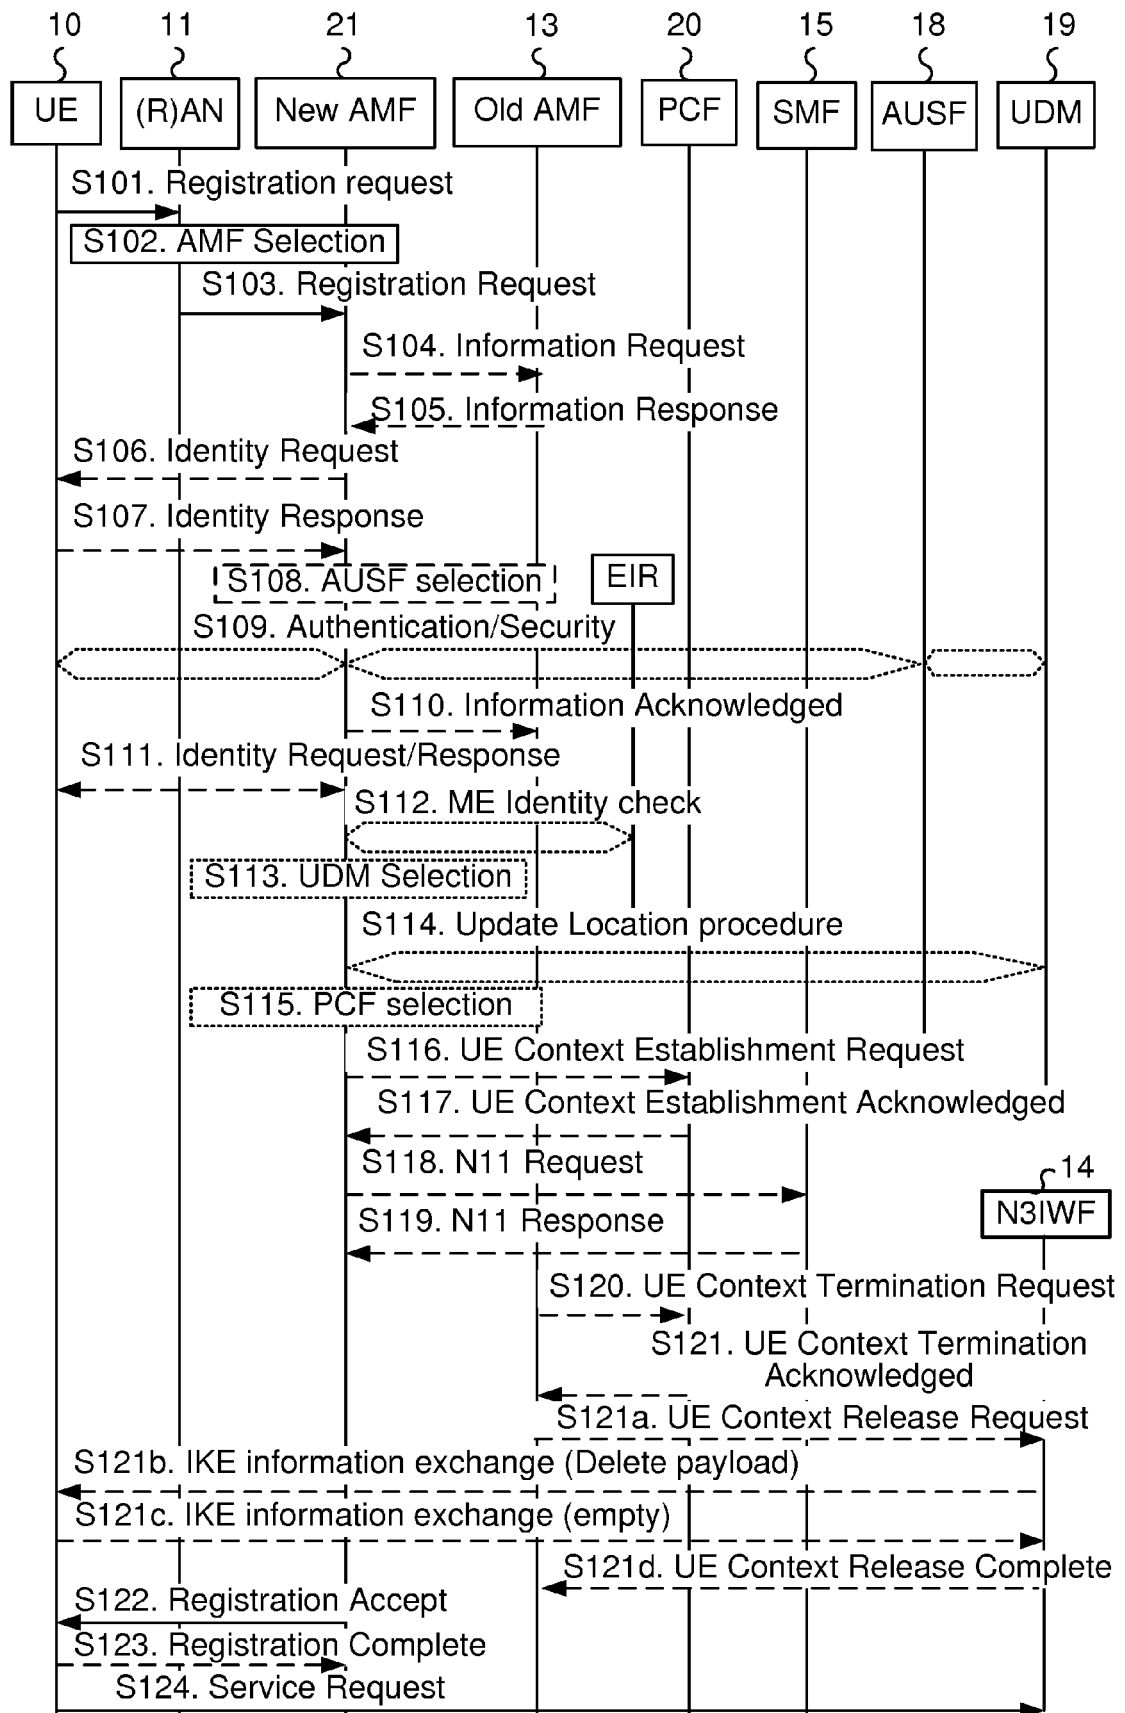 10 11 21 13 20 15 18 19
UE (R)AN New AMF Old AMF PCF SMF AUSF UDM
S101. Registration request
S102. AMF Selection
S103. Registration Request
S104. Information Request
S105. Information Response
S106. Identity Request
S107. Identity Response
S108. AUSF selection
EIR
S109. Authentication/Security
S110. Information Acknowledged
S111. Identity Request/Response
S112. ME Identity check
S113. UDM Selection
S114. Update Location procedure
S115. PCF selection
S116. UE Context Establishment Request
S117. UE Context Establishment Acknowledged
S118. N11 Request
14
S119. N11 Response
N3IWF
S120. UE Context Termination Request
S121. UE Context Termination
Acknowledged
S121a. UE Context Release Request
S121b. IKE information exchange (Delete payload)
S121c. IKE information exchange (empty)
S121d. UE Context Release Complete
S122. Registration Accept
S123. Registration Complete
S124. Service Request